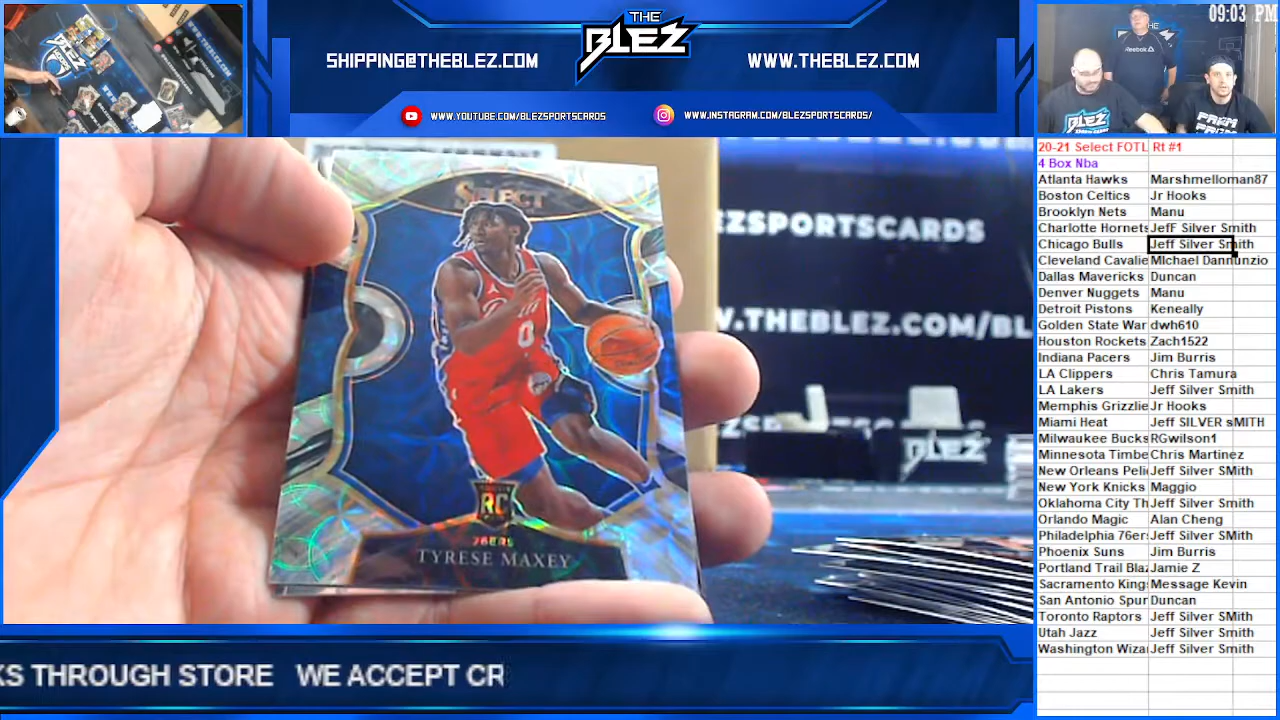 SHIPPING@THEBLEZ.COM
THE
BLEZ
WWW.THEBLEZ.COM
WWW.YOUTUBE.COM/BLEZSPORTSCARDS
WWW.INSTAGRAM.COM/BLEZSPORTSCARDS/
09:03 PM
Reebok
BLEZ
PRŌM
SELECT
0
RC
76ERS
TYRESE MAXEY
EZSPORTSCARDS
W.THEBLEZ.COM/BL
BLEZ
20-21 Select FOTL Rt #1
4 Box Nba
Atlanta Hawks Marshmelloman87
Boston Celtics Jr Hooks
Brooklyn Nets Manu
Charlotte Hornets JefF Silver Smith
Chicago Bulls Jeff Silver Smith
Cleveland Cavalie MIchael Dannunzio
Dallas Mavericks Duncan
Denver Nuggets Manu
Detroit Pistons Keneally
Golden State War dwh610
Houston Rockets Zach1522
Indiana Pacers Jim Burris
LA Clippers Chris Tamura
LA Lakers Jeff Silver Smith
Memphis Grizzlie Jr Hooks
Miami Heat Jeff SILVER sMITH
Milwaukee Bucks RGwilson1
Minnesota Timbe Chris Martinez
New Orleans Peli Jeff Silver SMith
New York Knicks Maggio
Oklahoma City Th Jeff Silver Smith
Orlando Magic Alan Cheng
Philadelphia 76er Jeff Silver SMith
Phoenix Suns Jim Burris
Portland Trail Bla Jamie Z
Sacramento King Message Kevin
San Antonio Spur Duncan
Toronto Raptors Jeff Silver SMith
Utah Jazz Jeff Silver Smith
Washington Wiza Jeff Silver Smith
KS THROUGH STORE WE ACCEPT CR